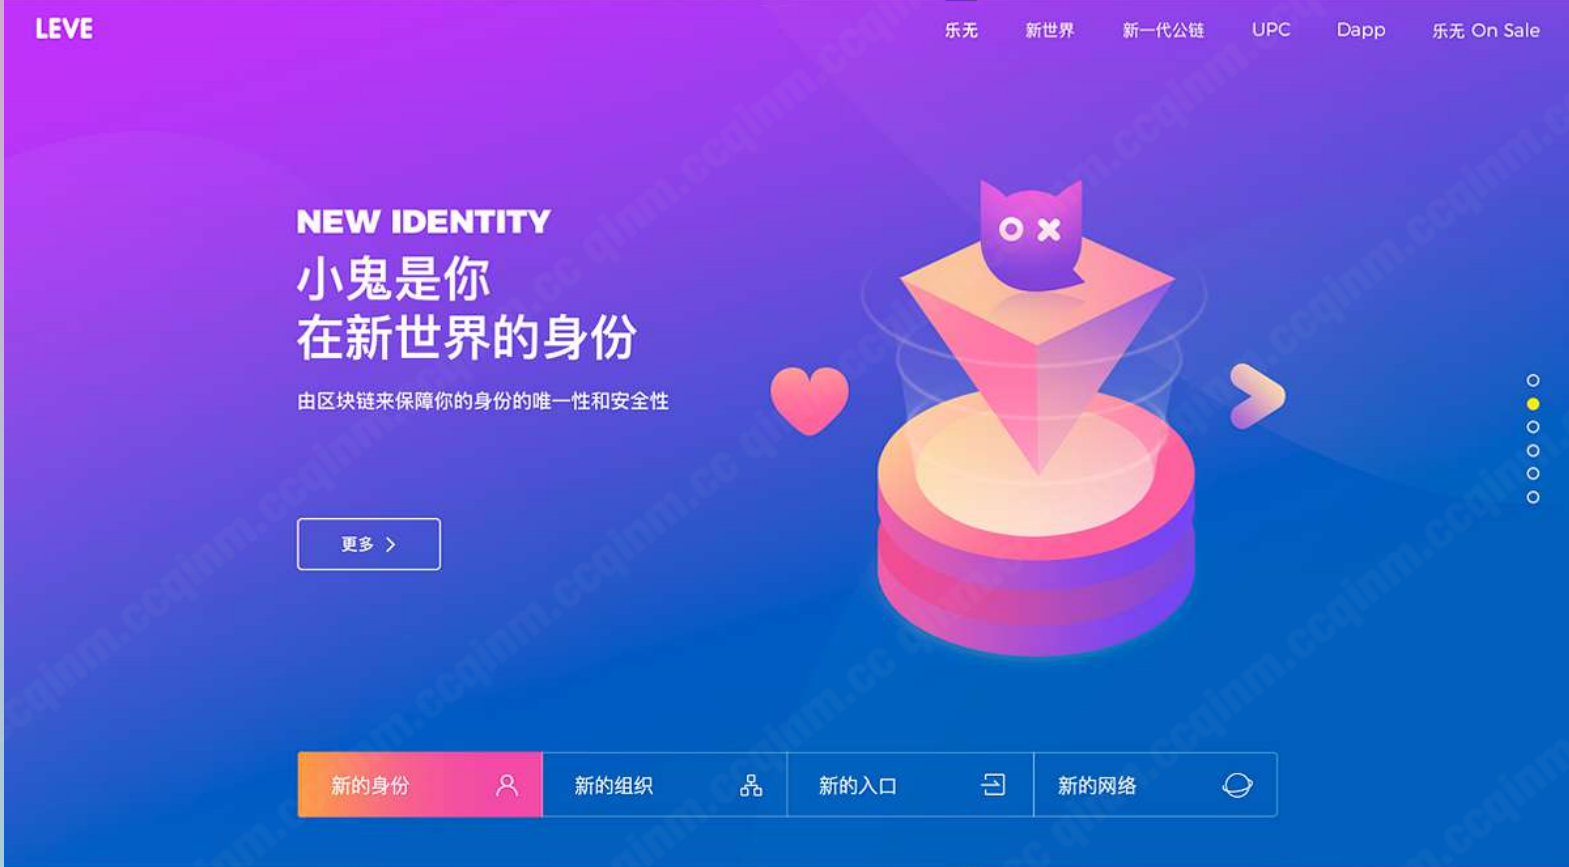 LEVE
乐无 新世界 新一代公链 UPC Dapp 乐无 On Sale
NEW IDENTITY
小鬼是你
在新世界的身份
由区块链来保障你的身份的唯一性和安全性
更多
新的身份 新的组织 新的入口 新的网络
qinm.cc